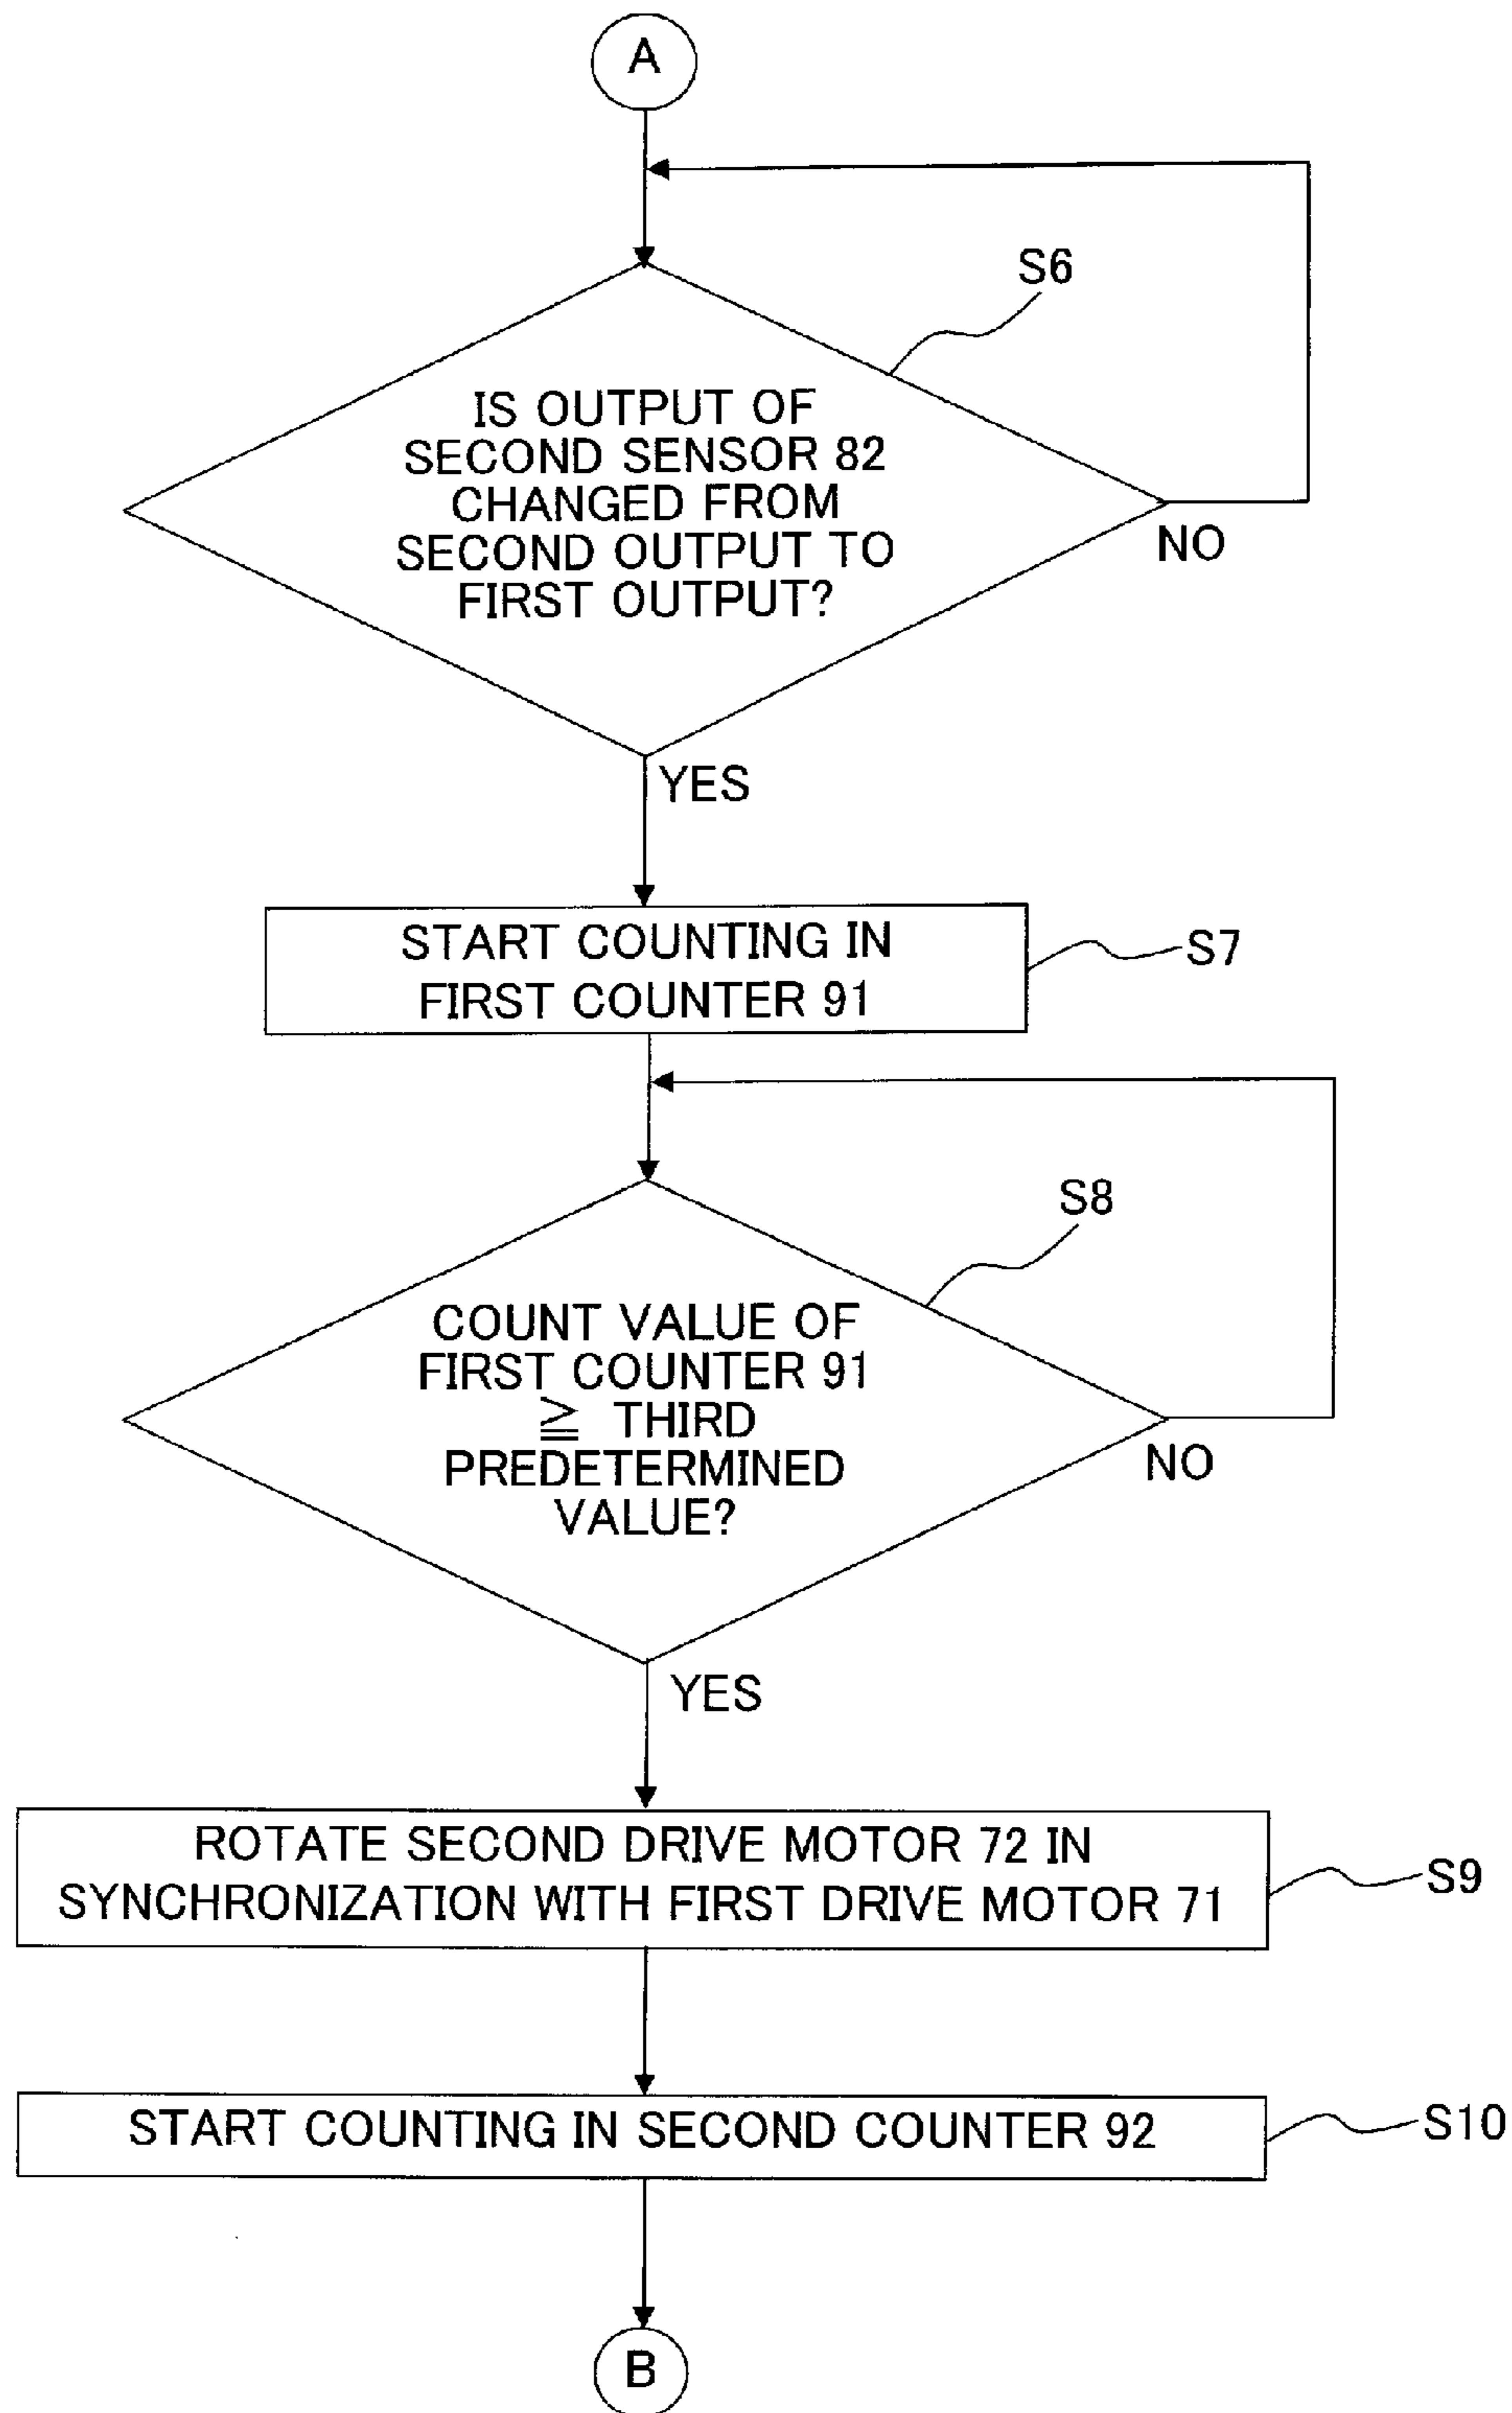 A
S6
IS OUTPUT OF
SECOND SENSOR 82
CHANGED FROM
SECOND OUTPUT TO
FIRST OUTPUT?
NO
YES
START COUNTING IN
FIRST COUNTER 91
S7
S8
COUNT VALUE OF
FIRST COUNTER 91
≧ THIRD
PREDETERMINED
VALUE?
NO
YES
ROTATE SECOND DRIVE MOTOR 72 IN
SYNCHRONIZATION WITH FIRST DRIVE MOTOR 71
S9
START COUNTING IN SECOND COUNTER 92
S10
B